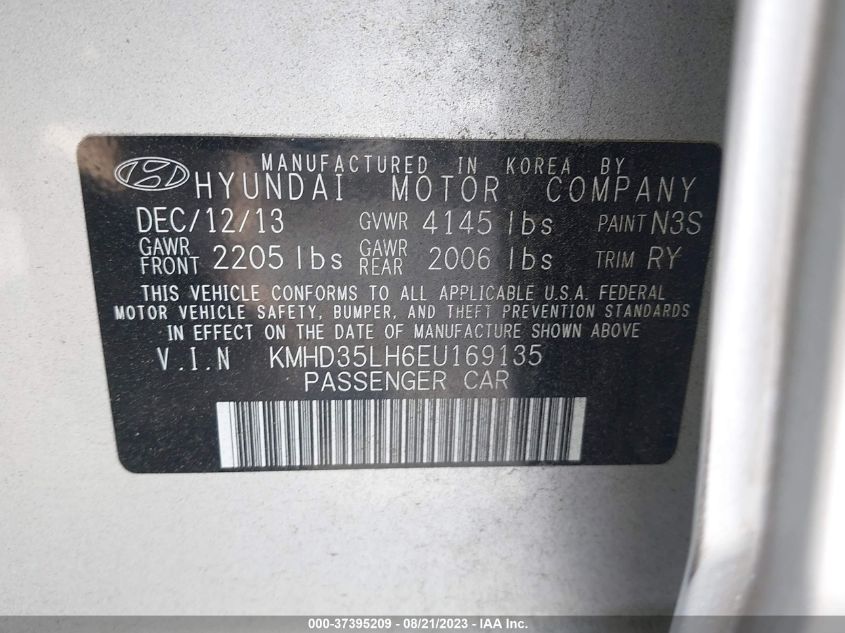 MANUFACTURED IN KOREA BY
HYUNDAI MOTOR COMPANY
DEC/12/13 GVWR 4145 lbs PAINT N3S
GAWR FRONT 2205 lbs GAWR REAR 2006 lbs TRIM RY
THIS VEHICLE CONFORMS TO ALL APPLICABLE U.S.A. FEDERAL
MOTOR VEHICLE SAFETY, BUMPER, AND THEFT PREVENTION STANDARDS
IN EFFECT ON THE DATE OF MANUFACTURE SHOWN ABOVE
V.I.N KMHD35LH6EU169135
PASSENGER CAR
000-37395209 - 08/21/2023 - IAA Inc.